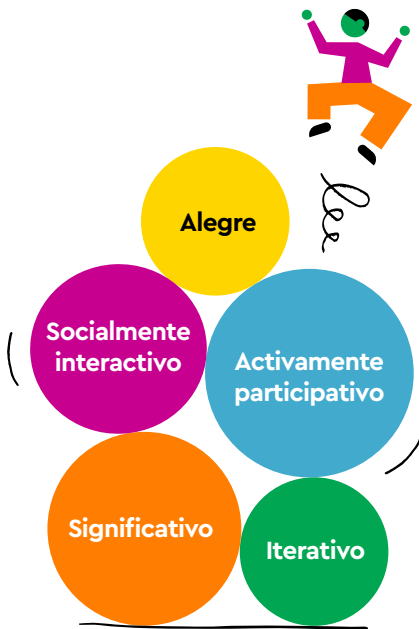 Alegre
Socialmente
interactivo
Activamente
participativo
Significativo
Iterativo